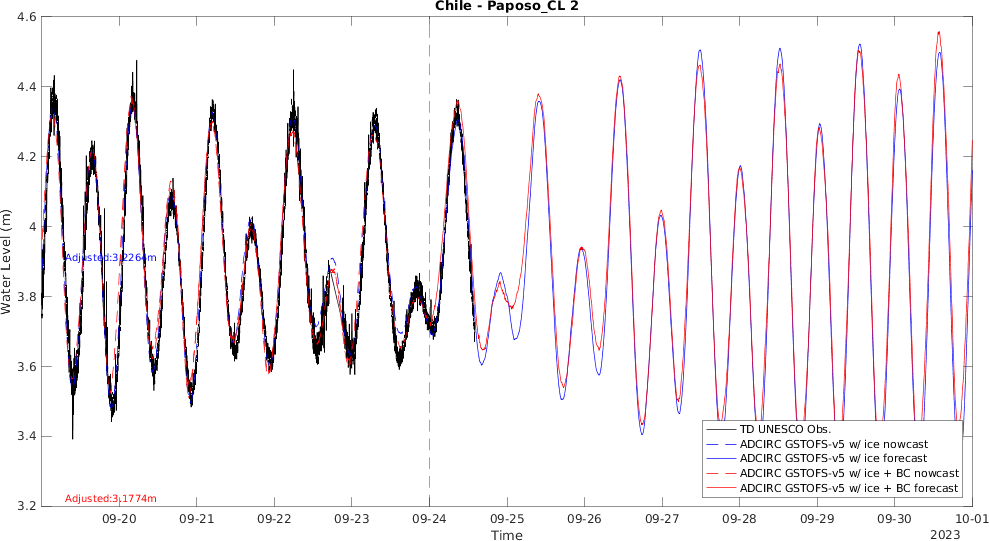 Chile - Paposo_CL 2
4.6
4.4
4.2
4
3.8
3.6
3.4
3.2
Water Level (m)
Adjusted:3.2264m
Adjusted:3.1774m
TD UNESCO Obs.
ADCIRC GSTOFS-v5 w/ ice nowcast
ADCIRC GSTOFS-v5 w/ ice forecast
ADCIRC GSTOFS-v5 w/ ice + BC nowcast
ADCIRC GSTOFS-v5 w/ ice + BC forecast
09-20 09-21 09-22 09-23 09-24 09-25 09-26 09-27 09-28 09-29 09-30 10-01
Time
2023